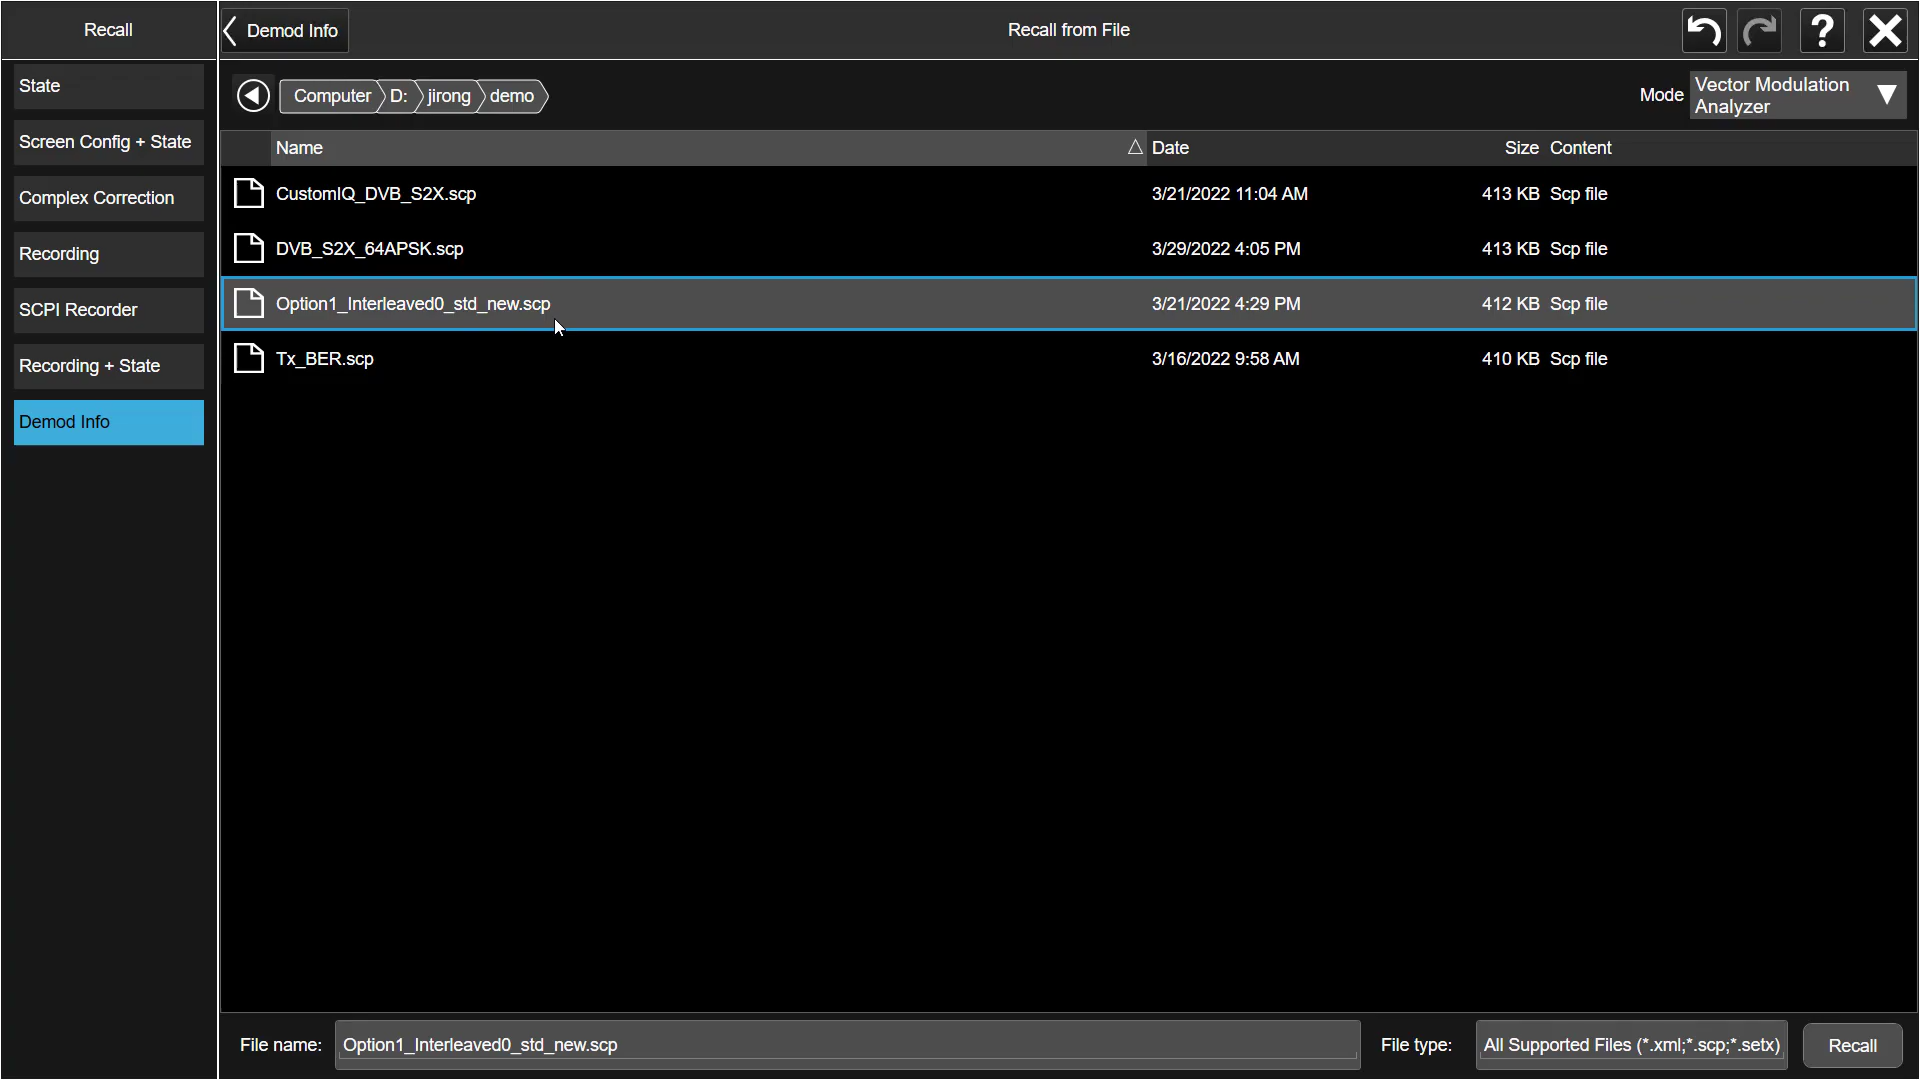 Recall
Demod Info
Recall from File
?
State
Screen Config + State
Complex Correction
Recording
SCPI Recorder
Recording + State
Demod Info
Computer D: jirong demo
Mode
Vector Modulation
Analyzer
Name Date Size Content
CustomIQ_DVB_S2X.scp 3/21/2022 11:04 AM 413 KB Scp file
DVB_S2X_64APSK.scp 3/29/2022 4:05 PM 413 KB Scp file
Option1_Interleaved0_std_new.scp 3/21/2022 4:29 PM 412 KB Scp file
Tx_BER.scp 3/16/2022 9:58 AM 410 KB Scp file
File name: Option1_Interleaved0_std_new.scp File type: All Supported Files (*.xml;*.scp;*.setx) Recall